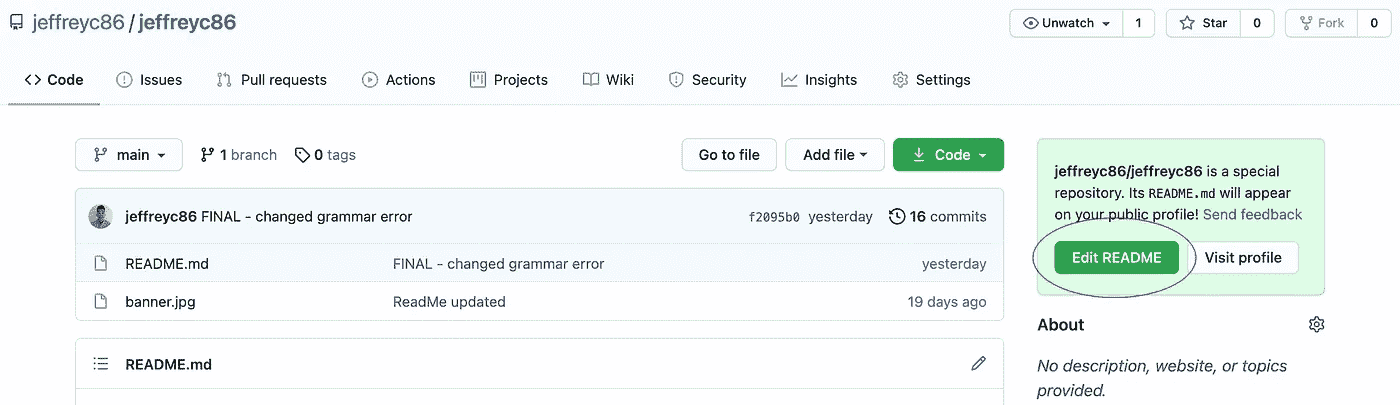 jeffreyc86 / jeffreyc86
Unwatch 1 Star 0 Fork 0
Code Issues Pull requests Actions Projects Wiki Security Insights Settings
main 1 branch 0 tags Go to file Add file Code
jeffreyc86 FINAL - changed grammar error f2095b0 yesterday 16 commits
README.md FINAL - changed grammar error yesterday
banner.jpg ReadMe updated 19 days ago
README.md
jeffreyc86/jeffreyc86 is a special
repository. Its README.md will appear
on your public profile! Send feedback
Edit README Visit profile
About
No description, website, or topics
provided.